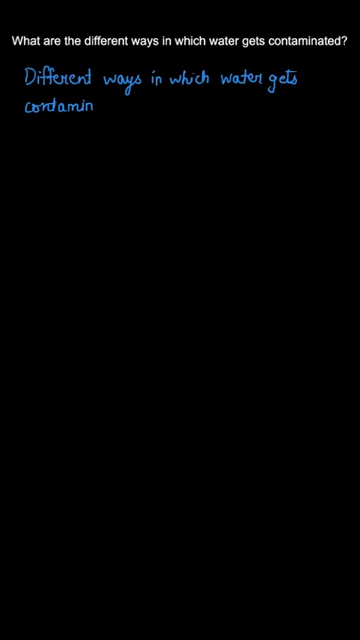 What are the different ways in which water gets contaminated?
Different ways in which water gets
contamin